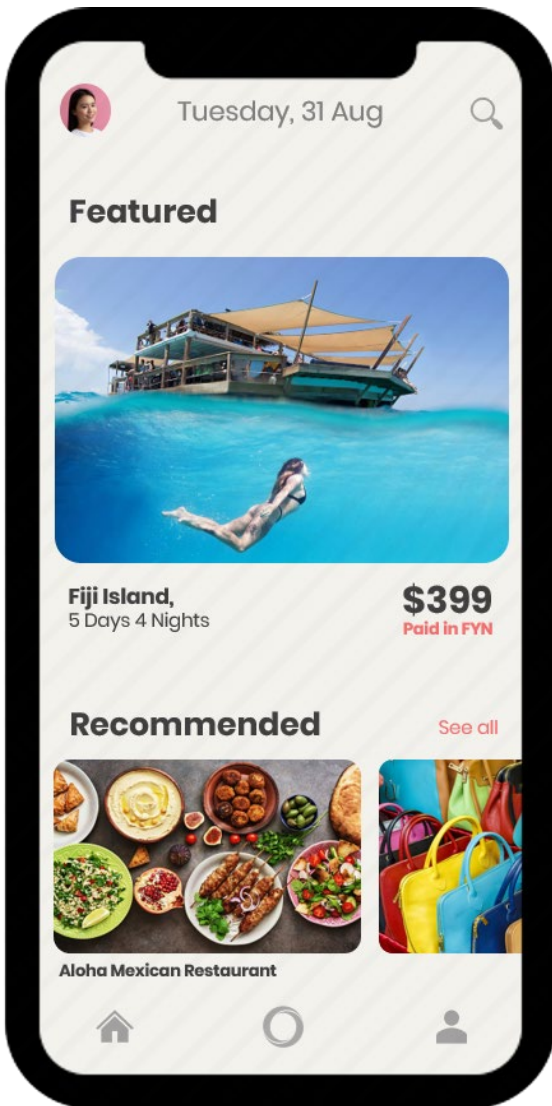 Tuesday, 31 Aug
Featured
Fiji Island,
5 Days 4 Nights
$399
Paid in FYN
Recommended
See all
Aloha Mexican Restaurant